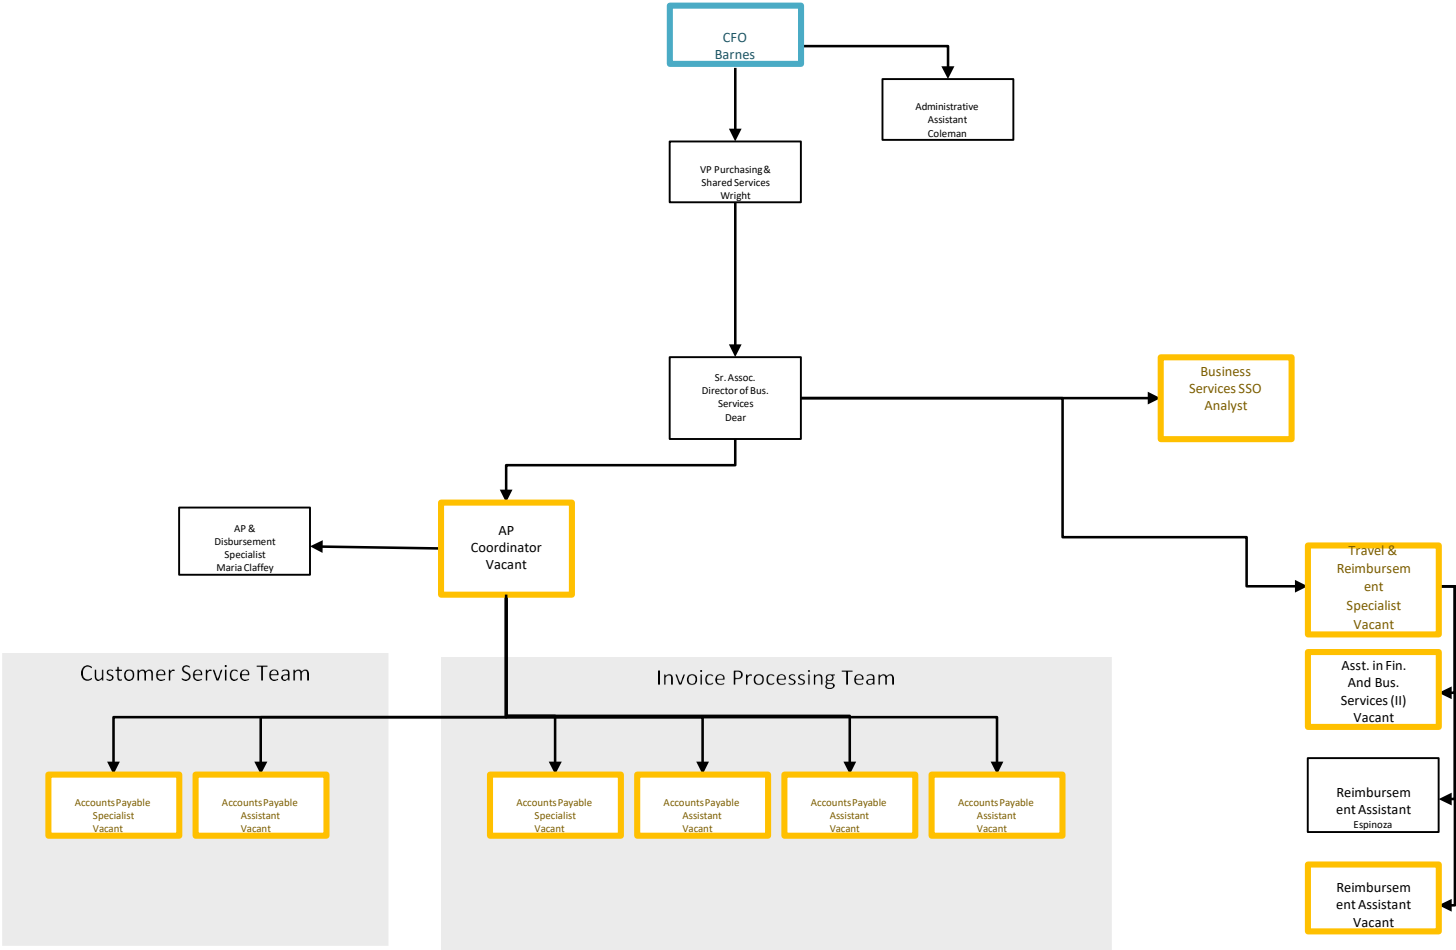 CFO
Barnes
Administrative
Assistant
Coleman
VP Purchasing &
Shared Services
Wright
Sr. Assoc.
Director of Bus.
Services
Dear
Business
Services SSO
Analyst
AP &
Disbursement
Specialist
Maria Claffey
AP
Coordinator
Vacant
Travel &
Reimbursem
ent
Specialist
Vacant
Asst. in Fin.
And Bus.
Services (II)
Vacant
Reimbursem
ent Assistant
Espinoza
Reimbursem
ent Assistant
Vacant
Customer Service Team
Accounts Payable
Specialist
Vacant
Accounts Payable
Assistant
Vacant
Invoice Processing Team
Accounts Payable
Specialist
Vacant
Accounts Payable
Assistant
Vacant
Accounts Payable
Assistant
Vacant
Accounts Payable
Assistant
Vacant